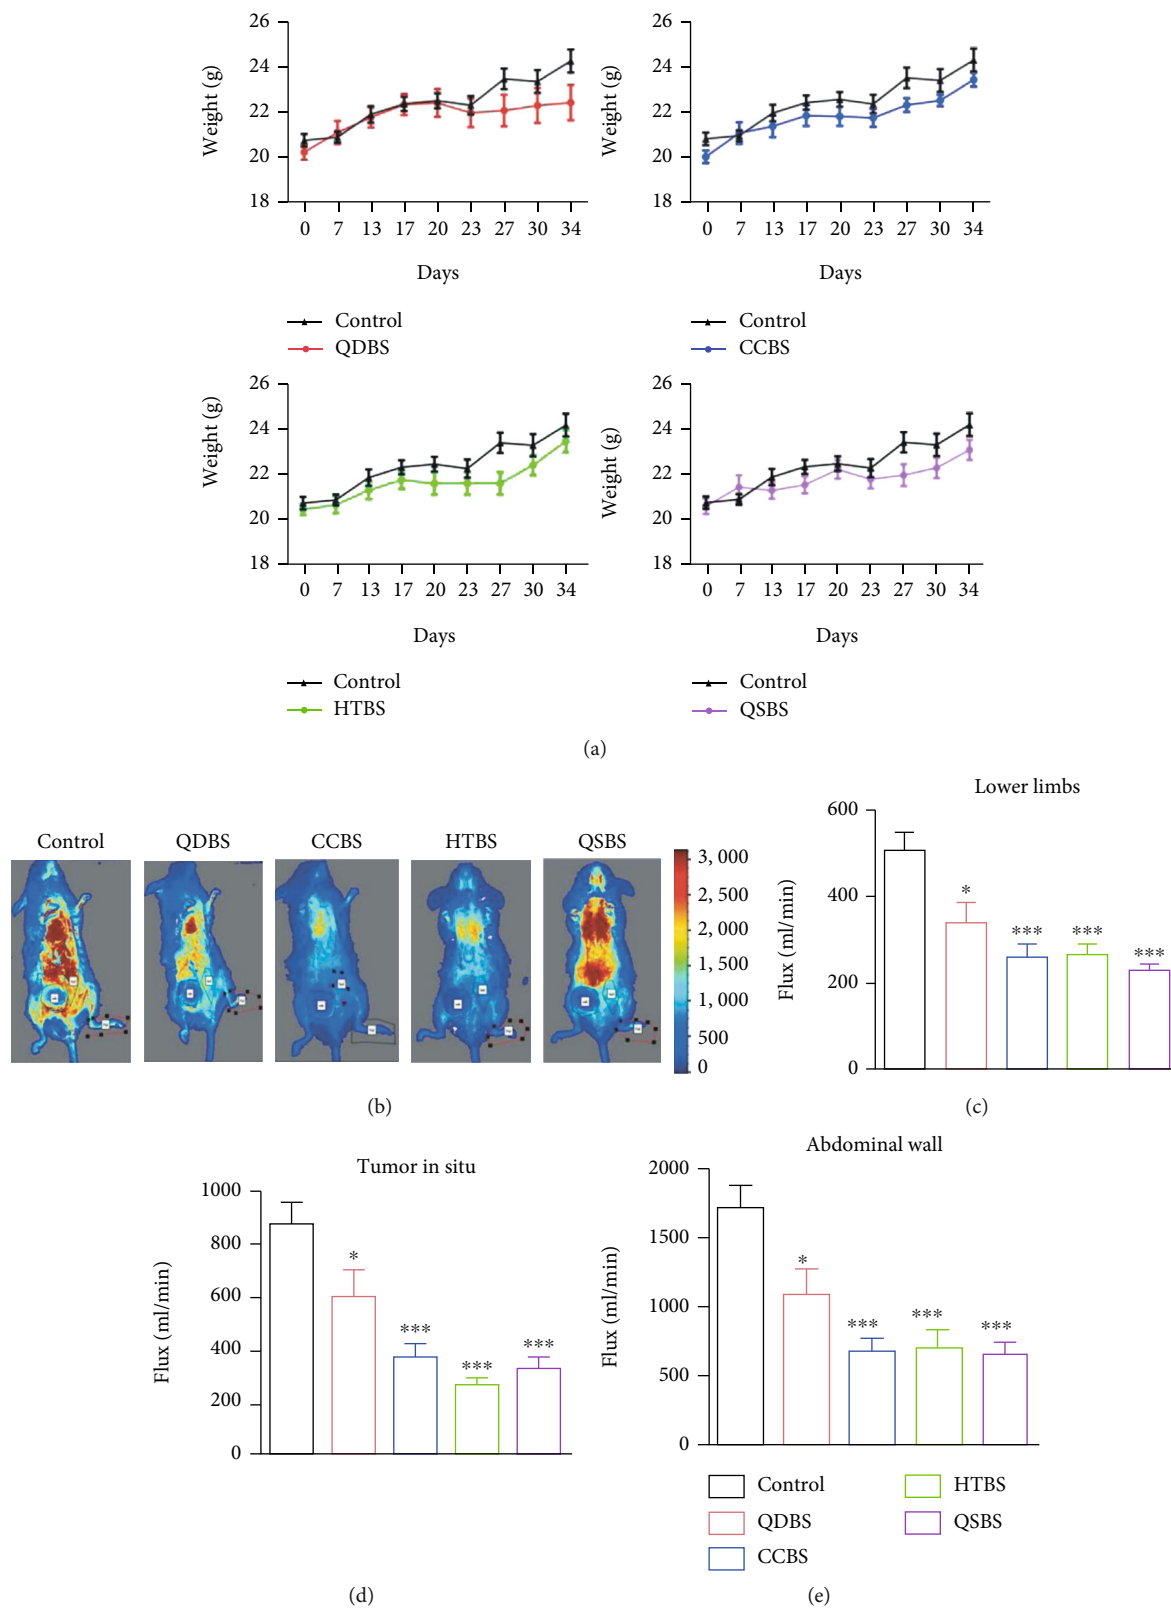 26
24
22
20
18
Weight (g)
0 7 13 17 20 23 27 30 34
Days
Control
QDBS
26
24
22
20
18
Weight (g)
0 7 13 17 20 23 27 30 34
Days
Control
CCBS
26
24
22
20
18
Weight (g)
0 7 13 17 20 23 27 30 34
Days
Control
HTBS
26
24
22
20
18
Weight (g)
0 7 13 17 20 23 27 30 34
Days
Control
QSBS
(a)
Control QDBS CCBS HTBS QSBS
3, 000
2, 500
2, 000
1, 500
1, 000
500
0
(b)
Lower limbs
600
400
200
0
Flux (ml/min)
* *** *** ***
(c)
Tumor in situ
1000
800
600
400
200
0
Flux (ml/min)
* *** *** ***
(d)
Abdominal wall
2000
1500
1000
500
0
Flux (ml/min)
* *** *** ***
Control HTBS
QDBS QSBS
CCBS
(e)